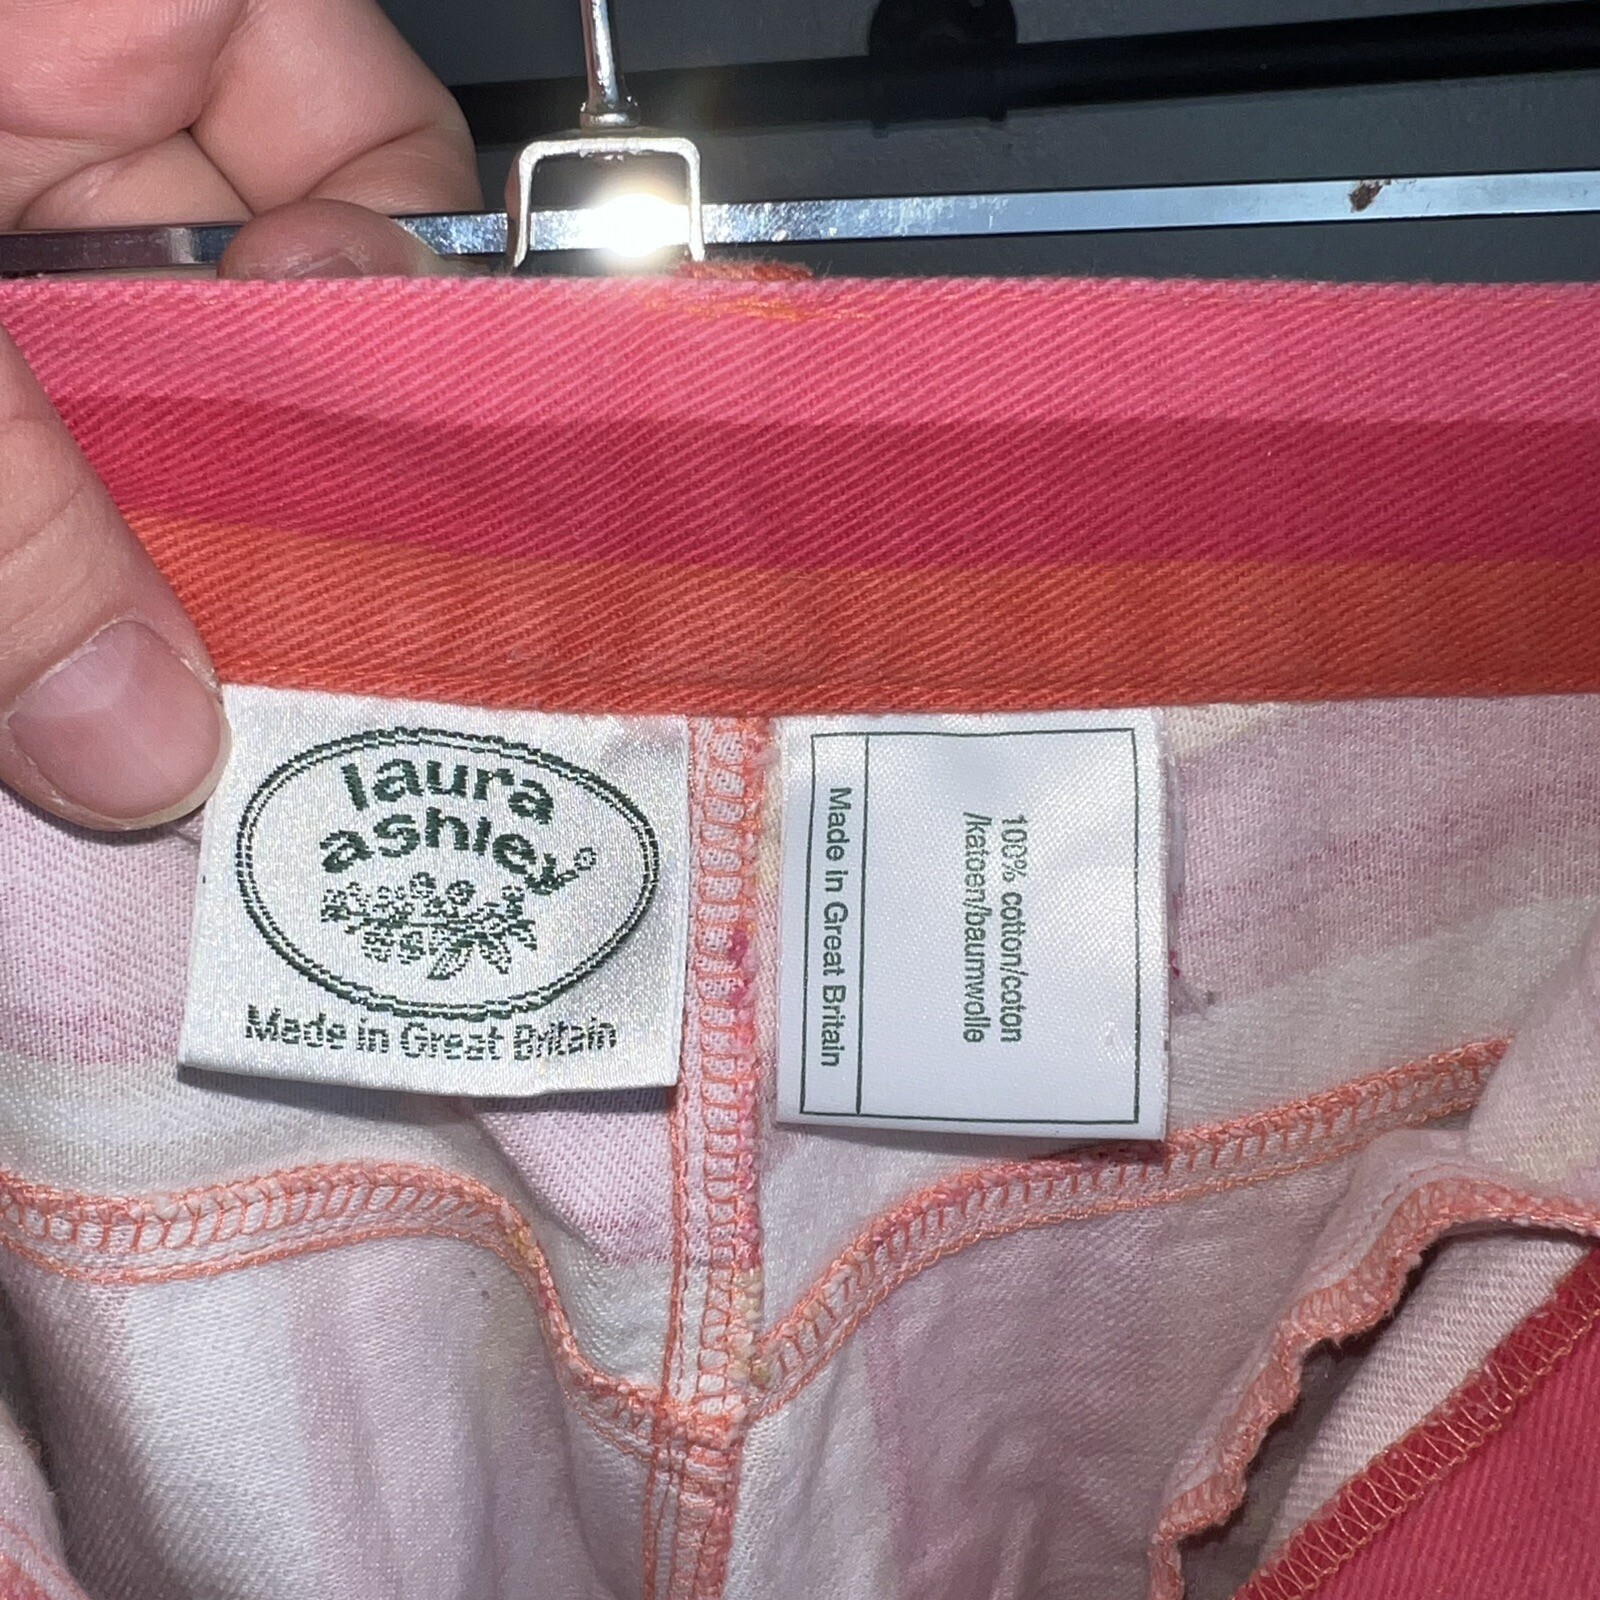 laura
ashley
Made in Great Britain
100% cotton/coton
/katoen/baumwolle
Made in Great Britain